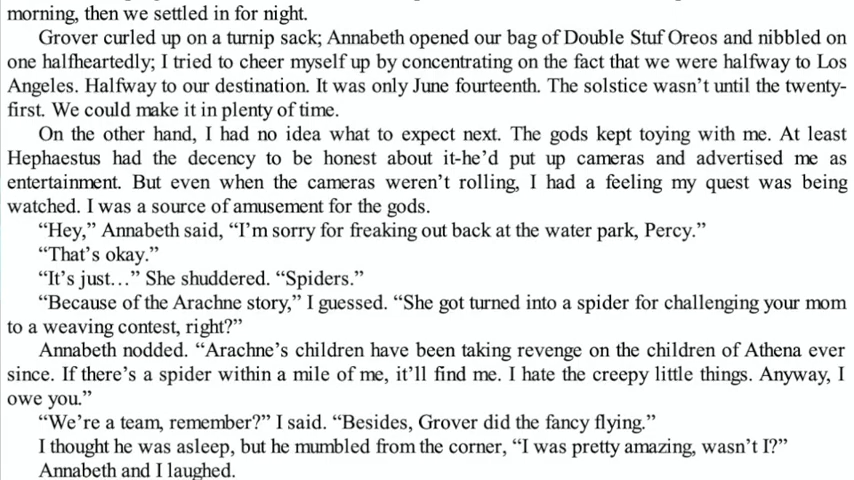 morning, then we settled in for night.
Grover curled up on a turnip sack; Annabeth opened our bag of Double Stuf Oreos and nibbled on
one halfheartedly; I tried to cheer myself up by concentrating on the fact that we were halfway to Los
Angeles. Halfway to our destination. It was only June fourteenth. The solstice wasn’t until the twenty-
first. We could make it in plenty of time.
On the other hand, I had no idea what to expect next. The gods kept toying with me. At least
Hephaestus had the decency to be honest about it-he’d put up cameras and advertised me as
entertainment. But even when the cameras weren’t rolling, I had a feeling my quest was being
watched. I was a source of amusement for the gods.
“Hey,” Annabeth said, “I’m sorry for freaking out back at the water park, Percy.”
“That’s okay.”
“It’s just…” She shuddered. “Spiders.”
“Because of the Arachne story,” I guessed. “She got turned into a spider for challenging your mom
to a weaving contest, right?”
Annabeth nodded. “Arachne’s children have been taking revenge on the children of Athena ever
since. If there’s a spider within a mile of me, it’ll find me. I hate the creepy little things. Anyway, I
owe you.”
“We’re a team, remember?” I said. “Besides, Grover did the fancy flying.”
I thought he was asleep, but he mumbled from the corner, “I was pretty amazing, wasn’t I?”
Annabeth and I laughed.